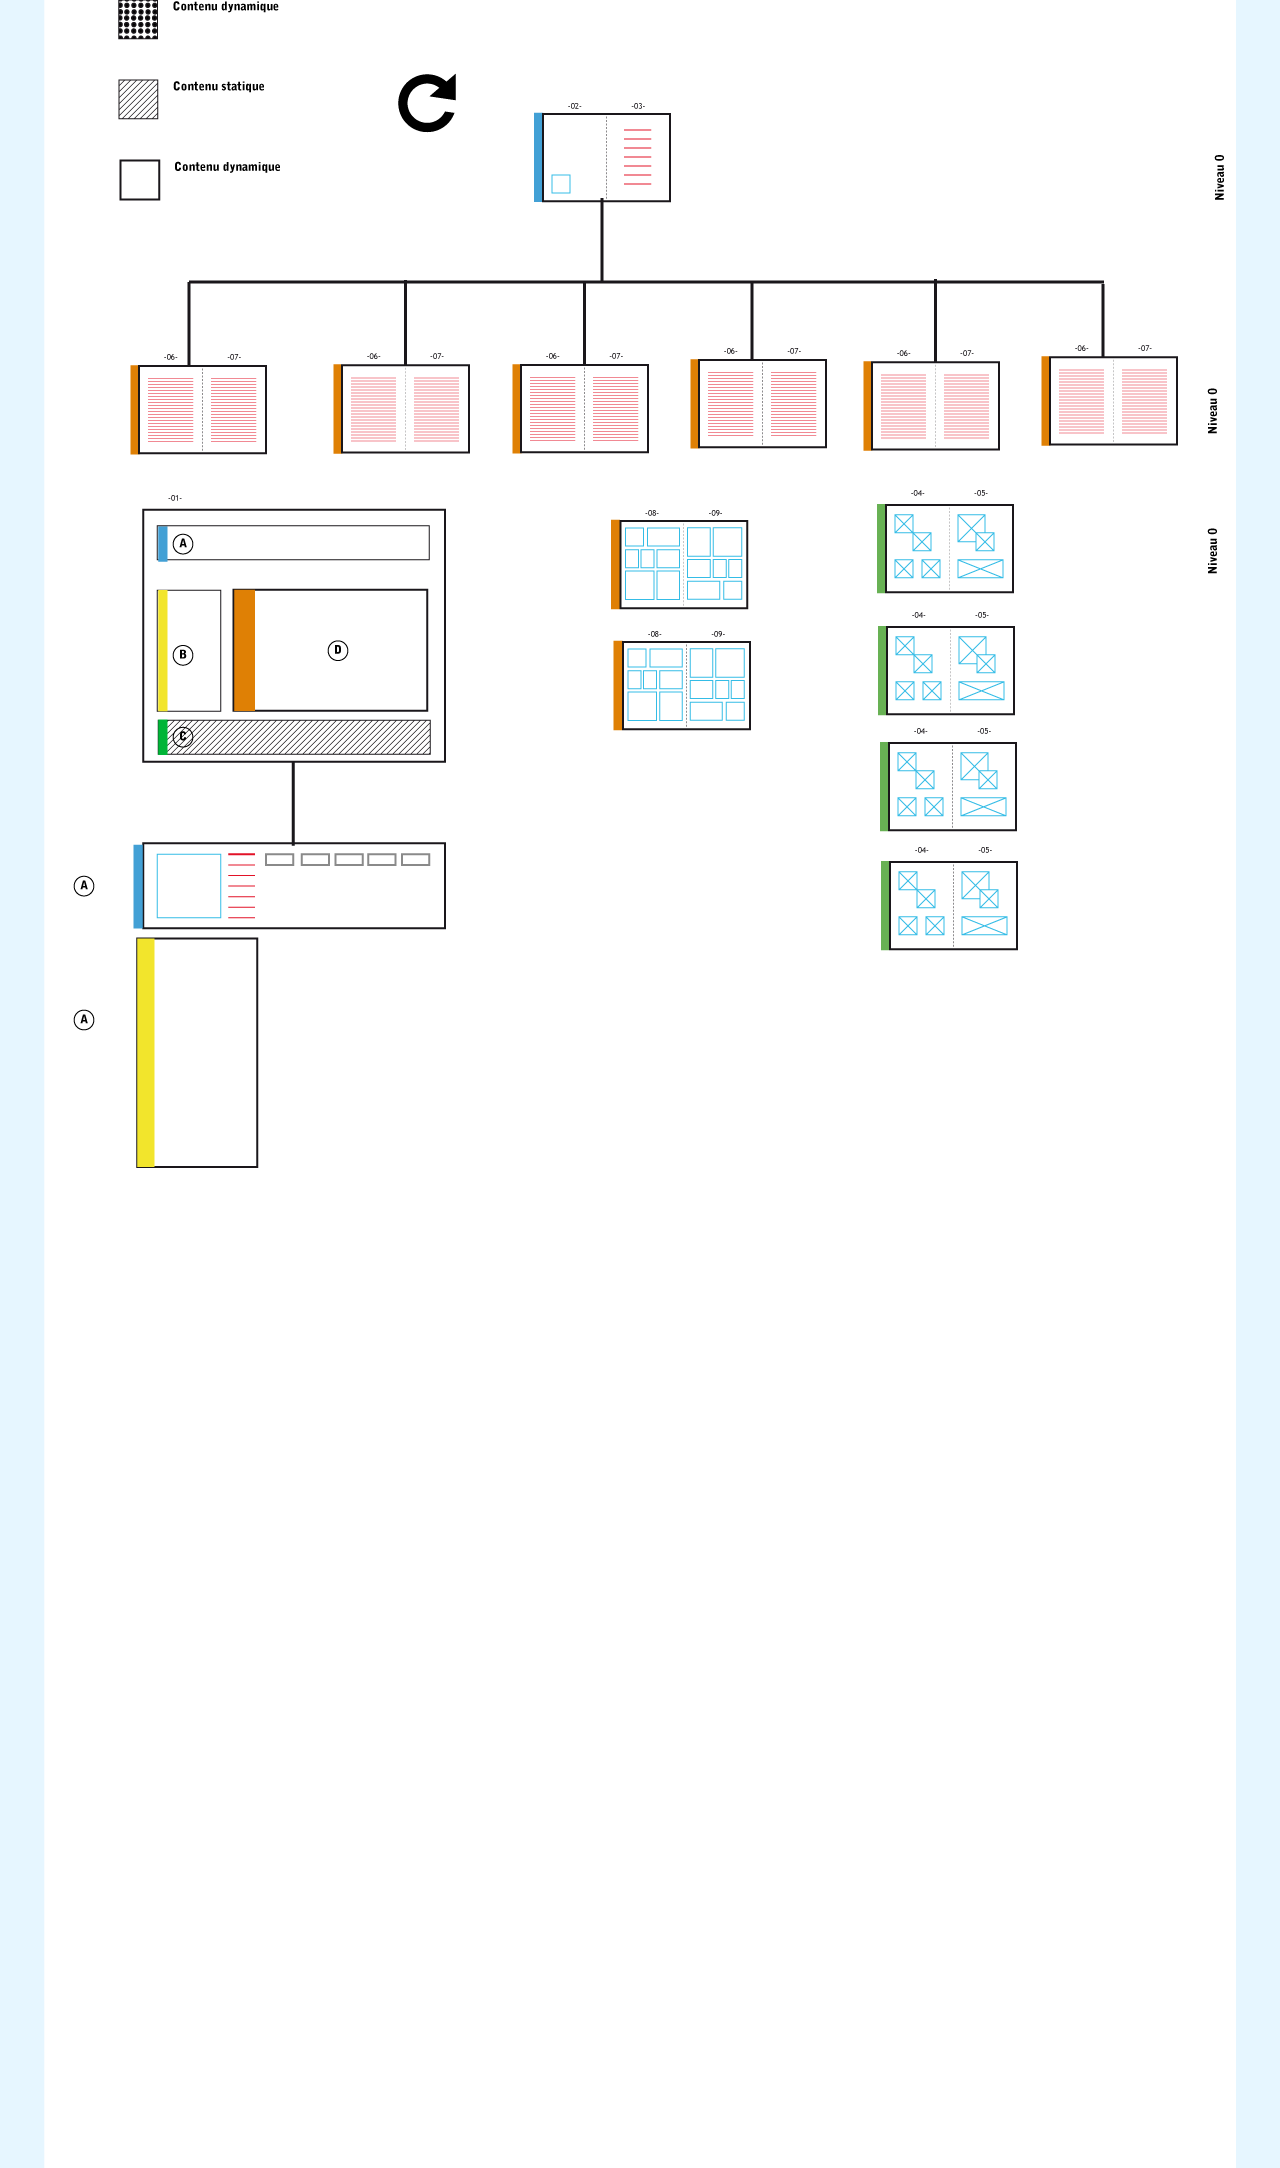 Contenu dynamique
Contenu statique
Contenu dynamique
-02- -03-
Niveau 0
-06- -07- -06- -07- -06- -07- -06- -07- -06- -07- -06- -07-
Niveau 0
-01-
A
B
D
C
-08- -09-
-08- -09-
-04- -05-
Niveau 0
-04- -05-
-04- -05-
-04- -05-
A
A